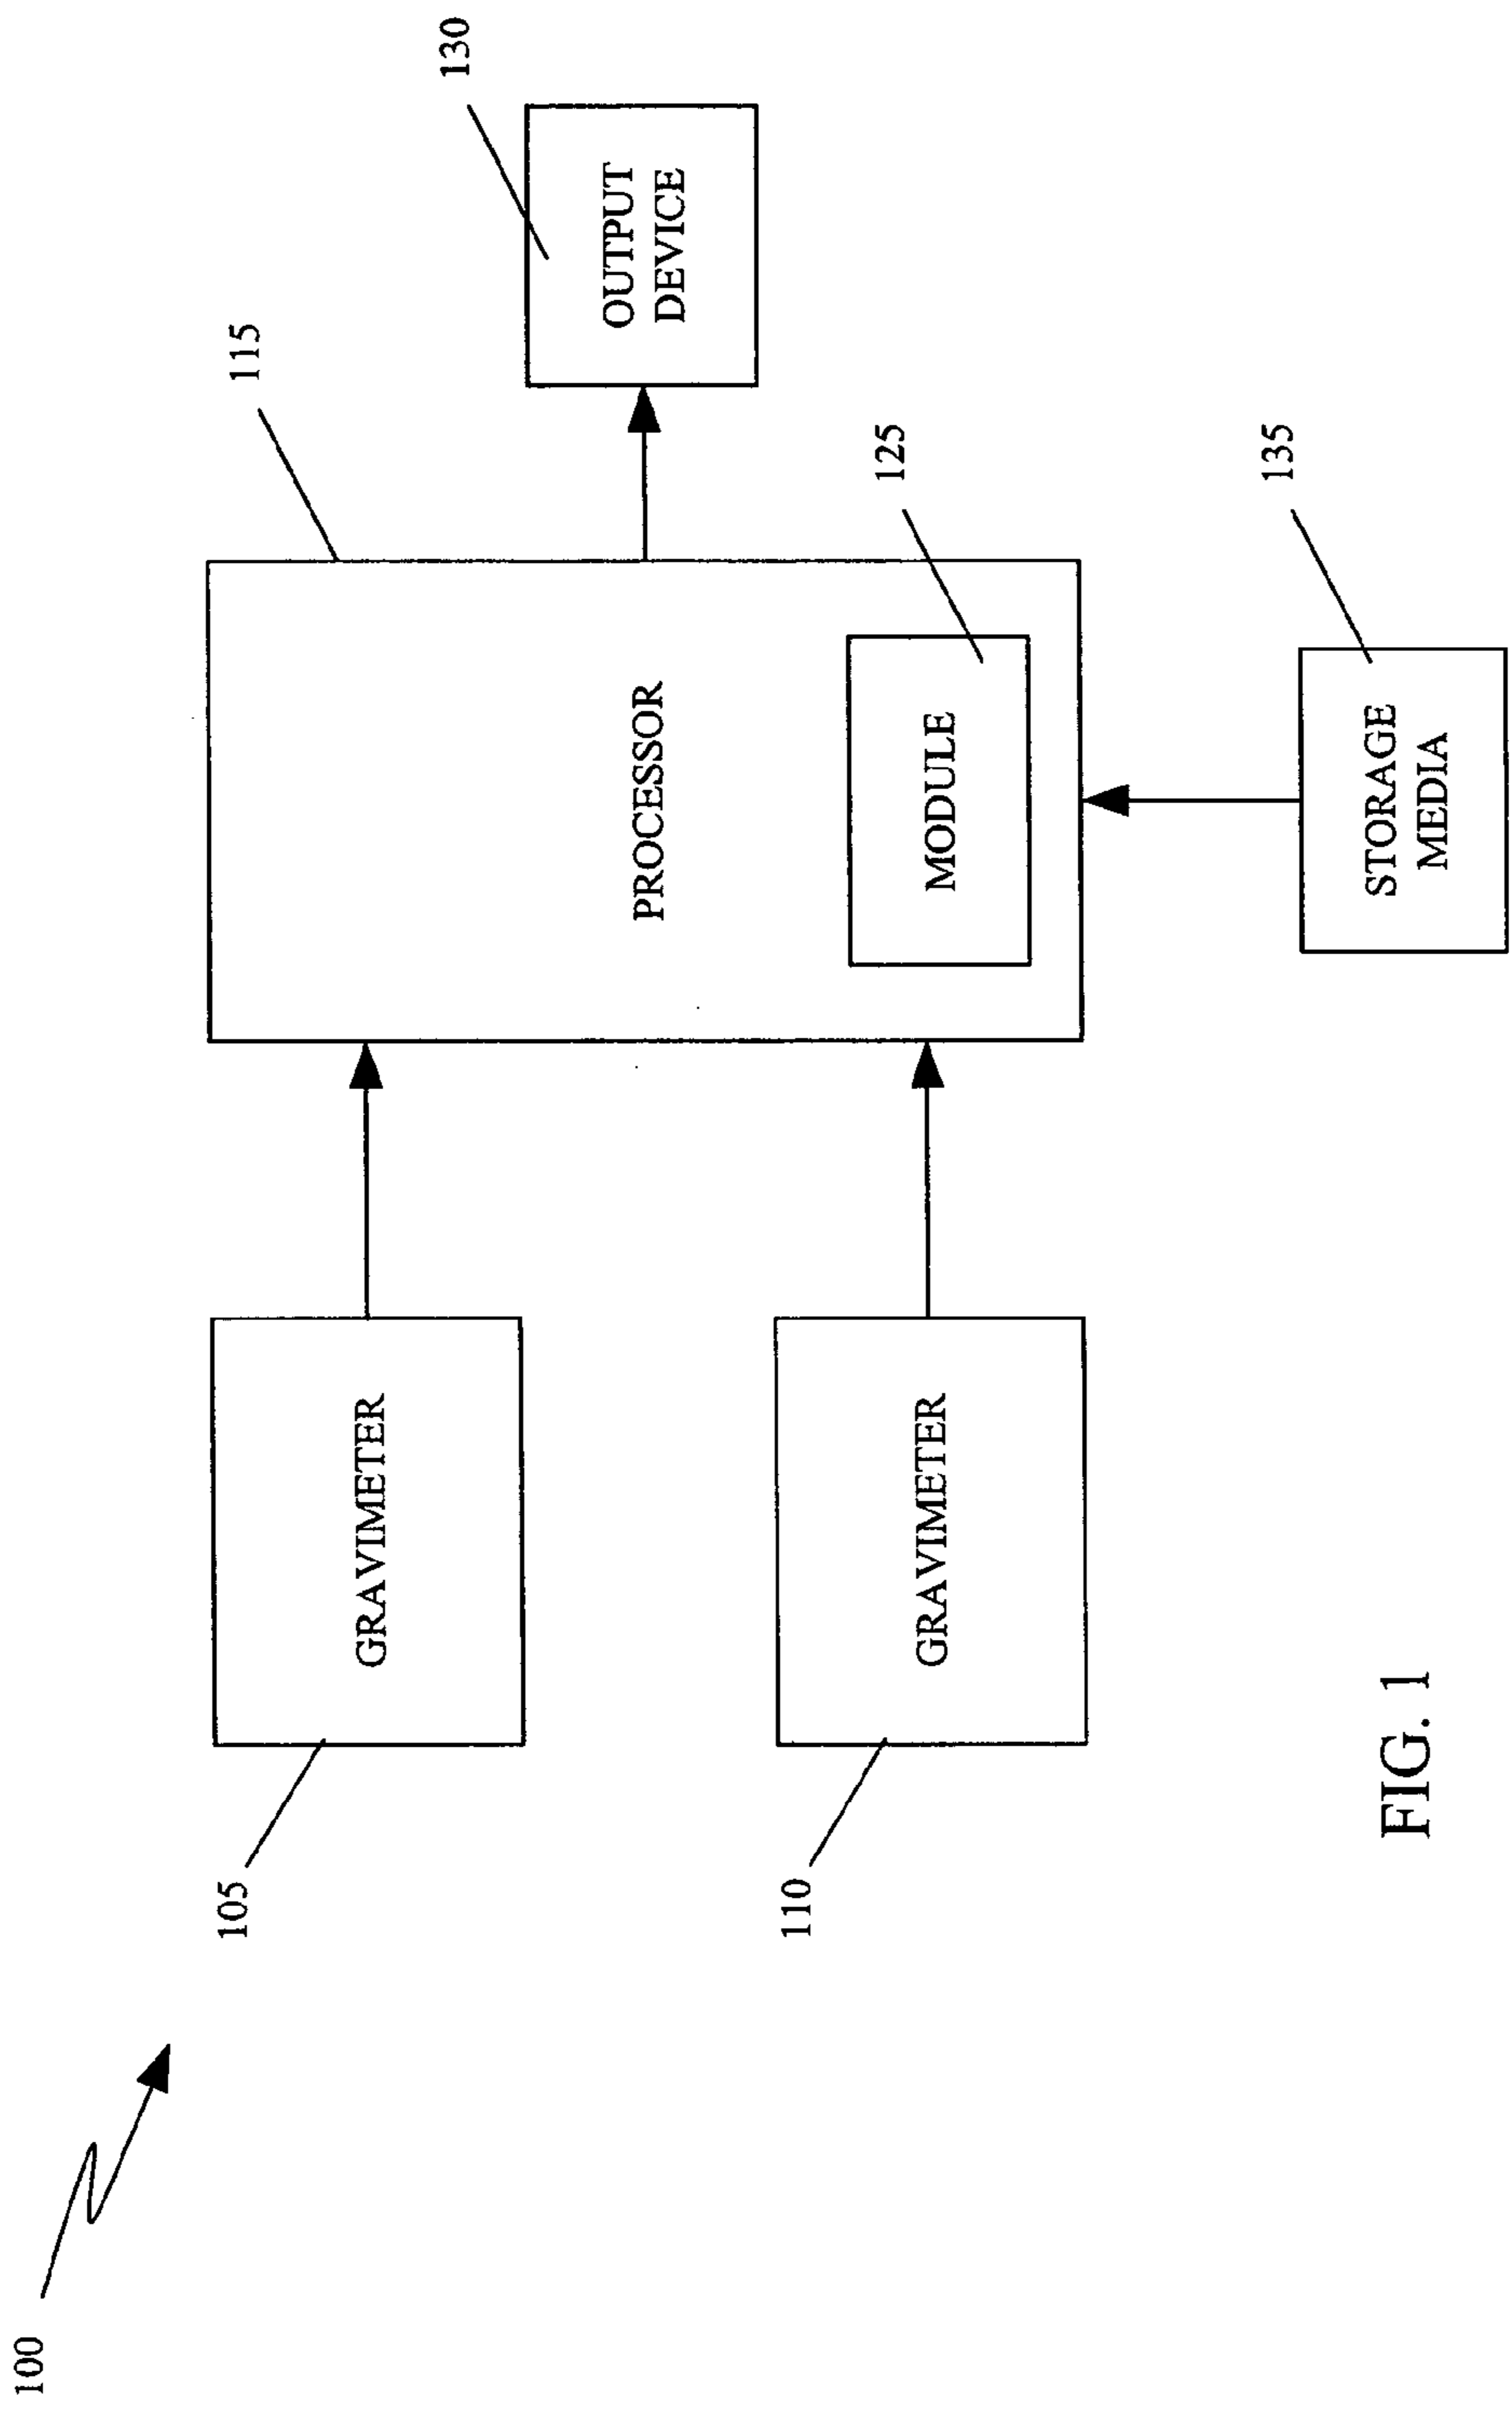 100
105
GRAVIMETER
110
GRAVIMETER
115
PROCESSOR
125
MODULE
130
OUTPUT
DEVICE
135
STORAGE
MEDIA
FIG. 1